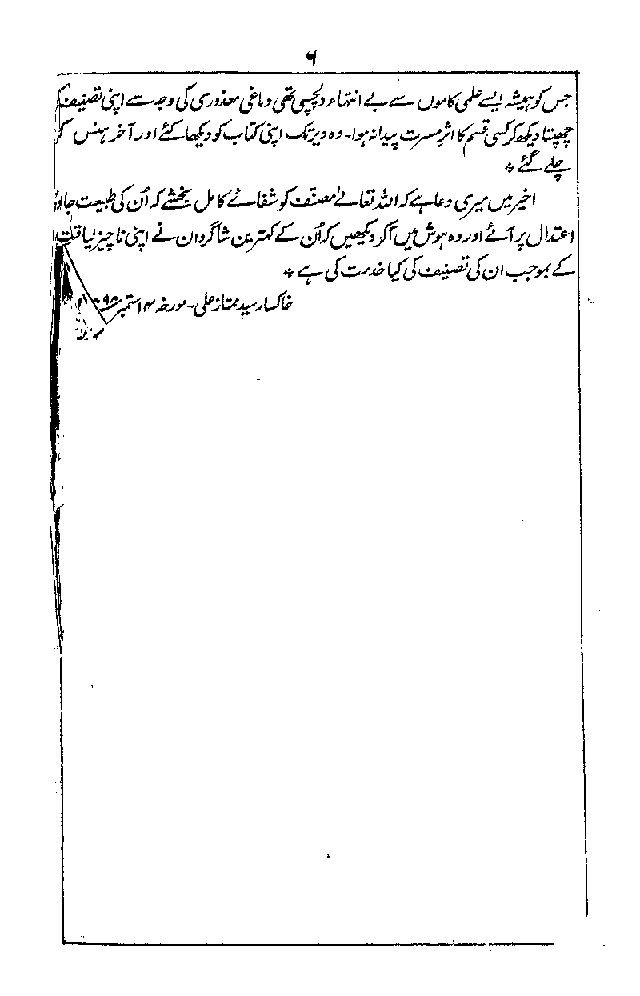 ٦
جس کو ہمیشہ ایسے علمی کاموں سے بے انتہاء دلچسپی تھی دماغی معذوری کی وجہ سے اپنی تصنیف کو
چھپتا دیکھ کر کسی قسم کا اثر مسرت پیدا نہ ہوا۔ وہ دیر تک اپنی کتاب کو دیکھا کئے اور آخر ہنس کر
چلے گئے *
اخیر میں میری دعا ہے کہ اللہ تعالےٰ مصنف کو شفائے کامل بخشے کہ اُن کی طبیعت جادۂ
اعتدال پر آئے اور وہ ہوش میں آکر دیکھیں کہ اُن کے کہترین شاگردان نے اپنی ناچیز لیاقت
کے بموجب ان کی تصنیف کی کیا خدمت کی ہے *
خاکسار سید ممتاز علی۔ مورخہ ۱۴ ستمبر